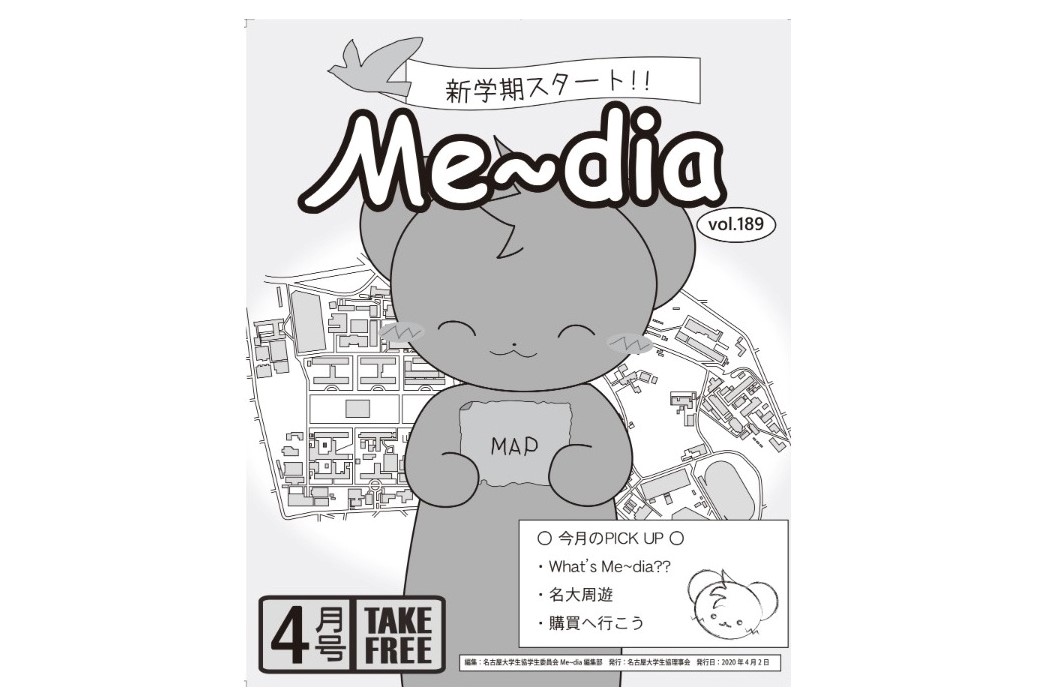 新学期スタート!!
Me~dia
vol.189
MAP
〇 今月のPICK UP 〇
・What's Me~dia??
・名大周遊
・購買へ行こう
4月号
TAKE FREE
編集：名古屋大学生協学生委員会 Me~dia 編集部　発行：名古屋大学生協理事会　発行日：2020 年 4 月 2 日